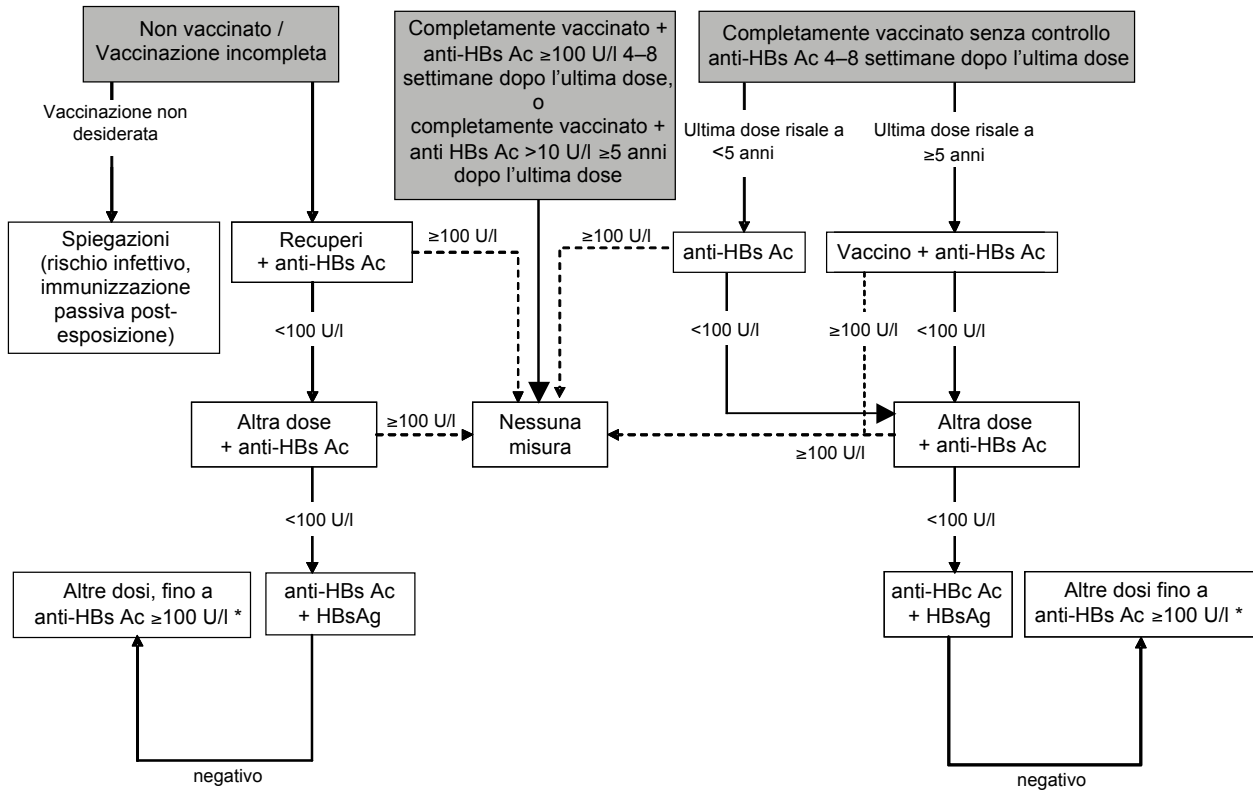 Non vaccinato /
Vaccinazione incompleta
Completamente vaccinato +
anti-HBs Ac ≥100 U/l 4–8
settimane dopo l'ultima dose,
o
completamente vaccinato +
anti HBs Ac >10 U/l ≥5 anni
dopo l'ultima dose
Completamente vaccinato senza controllo
anti-HBs Ac 4–8 settimane dopo l'ultima dose
Vaccinazione non
desiderata
Ultima dose risale a
<5 anni
Ultima dose risale a
≥5 anni
Spiegazioni
(rischio infettivo,
immunizzazione
passiva post-
esposizione)
Recuperi
+ anti-HBs Ac
≥100 U/l
≥100 U/l
anti-HBs Ac
Vaccino + anti-HBs Ac
<100 U/l
<100 U/l
≥100 U/l
<100 U/l
Altra dose
+ anti-HBs Ac
≥100 U/l
Nessuna
misura
≥100 U/l
Altra dose
+ anti-HBs Ac
<100 U/l
<100 U/l
Altre dosi, fino a
anti-HBs Ac ≥100 U/l *
anti-HBs Ac
+ HBsAg
anti-HBc Ac
+ HBsAg
Altre dosi fino a
anti-HBs Ac ≥100 U/l *
negativo
negativo